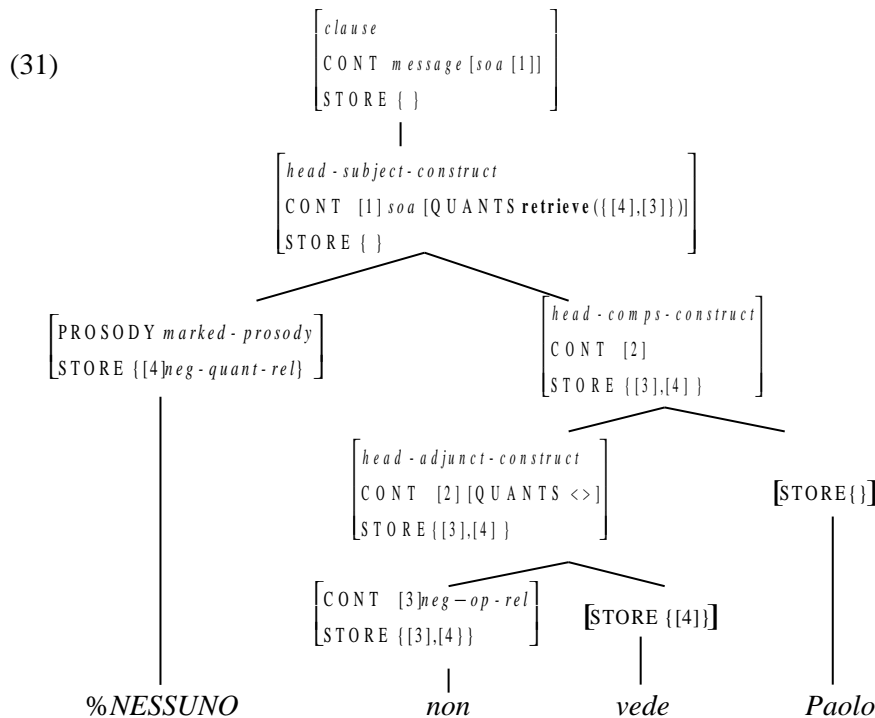 (31)
clause
CONT message [soa [1]]
STORE { }
head-subject-construct
CONT [1] soa [QUANTS retrieve({[4],[3]})]
STORE { }
PROSODY marked-prosody
STORE {[4]neg-quant-rel}
head-comps-construct
CONT [2]
STORE {[3],[4] }
head-adjunct-construct
CONT [2] [QUANTS <>]
STORE {[3],[4] }
[STORE{}]
CONT [3]neg−op-rel
STORE {[3],[4}}
[STORE {[4]}]
%NESSUNO non vede Paolo